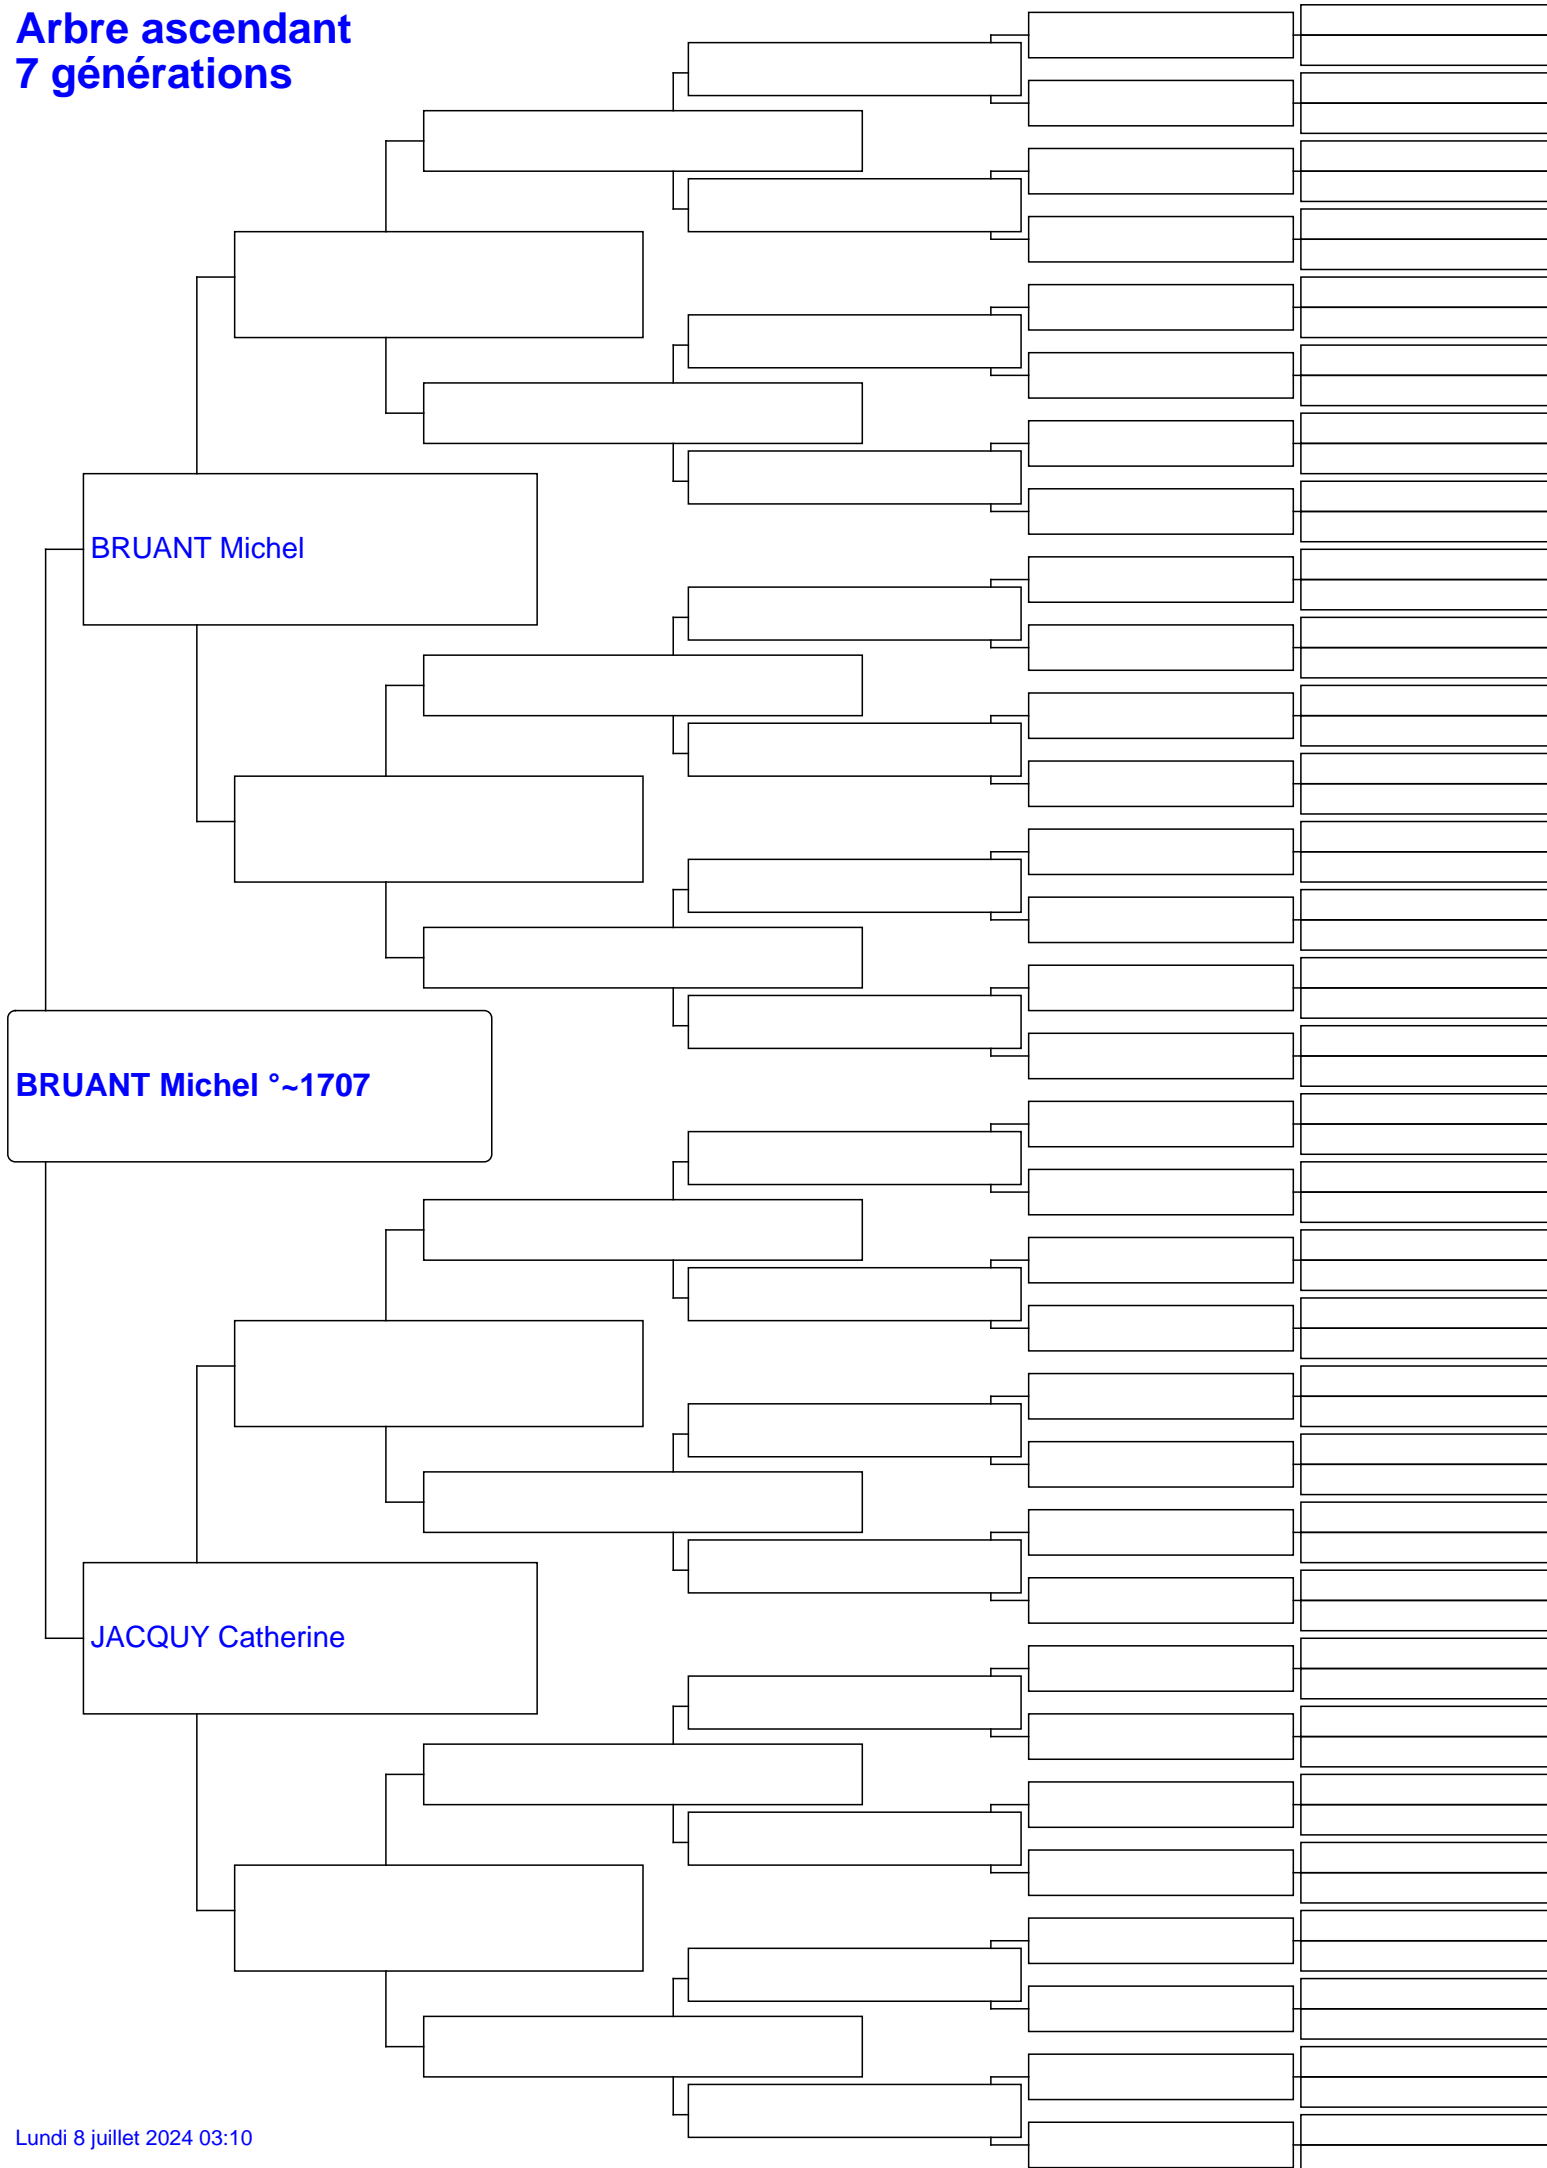 Arbre ascendant
7 générations
BRUANT Michel
BRUANT Michel °~1707
JACQUY Catherine
Lundi 8 juillet 2024 03:10